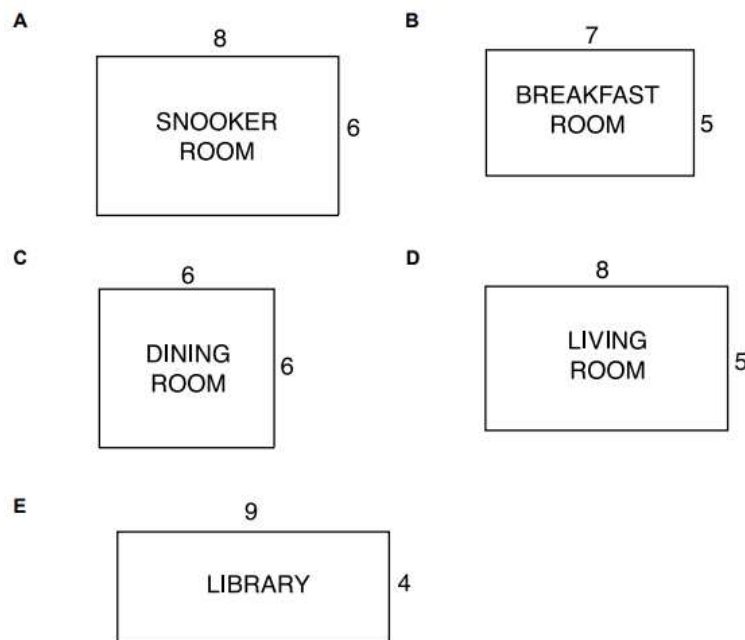 A
8
SNOOKER
ROOM
6
B
7
BREAKFAST
ROOM
5
C
6
DINING
ROOM
6
D
8
LIVING
ROOM
5
E
9
LIBRARY
4